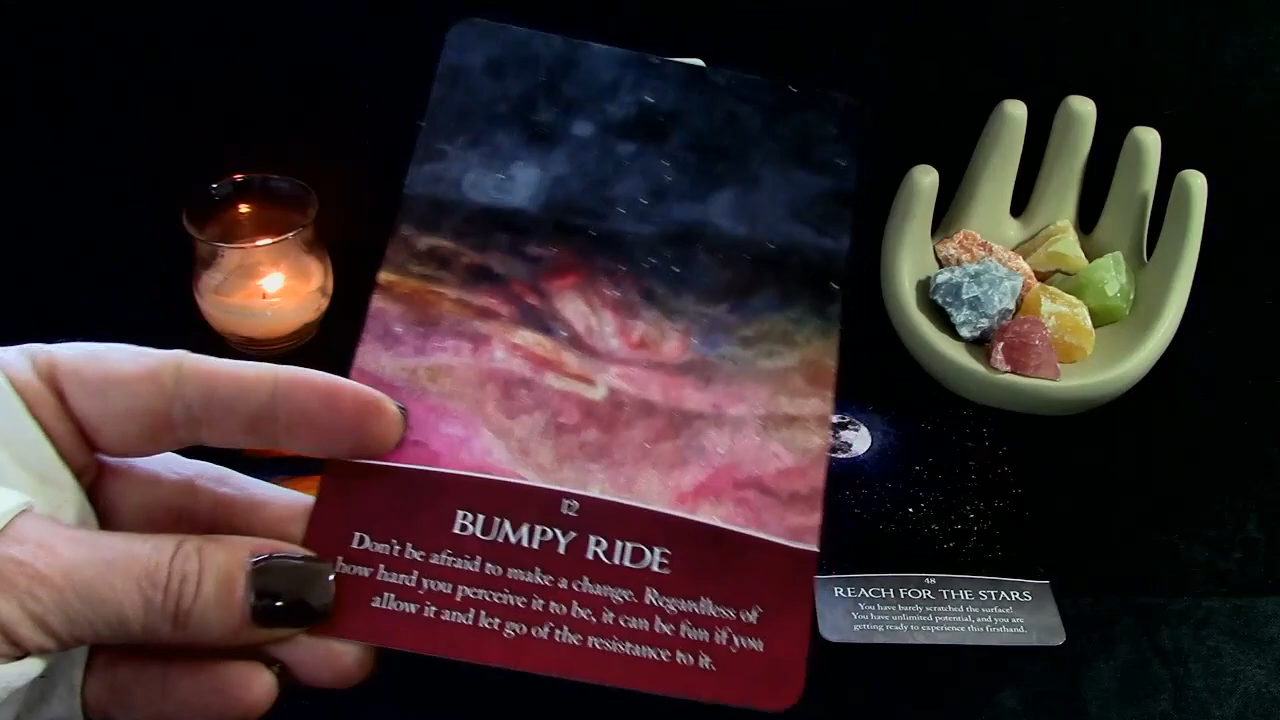 12
BUMPY RIDE
Don't be afraid to make a change. Regardless of
how hard you perceive it to be, it can be fun if you
allow it and let go of the resistance to it.
48
REACH FOR THE STARS
You have barely scratched the surface!
You have unlimited potential, and you are
getting ready to experience this firsthand.